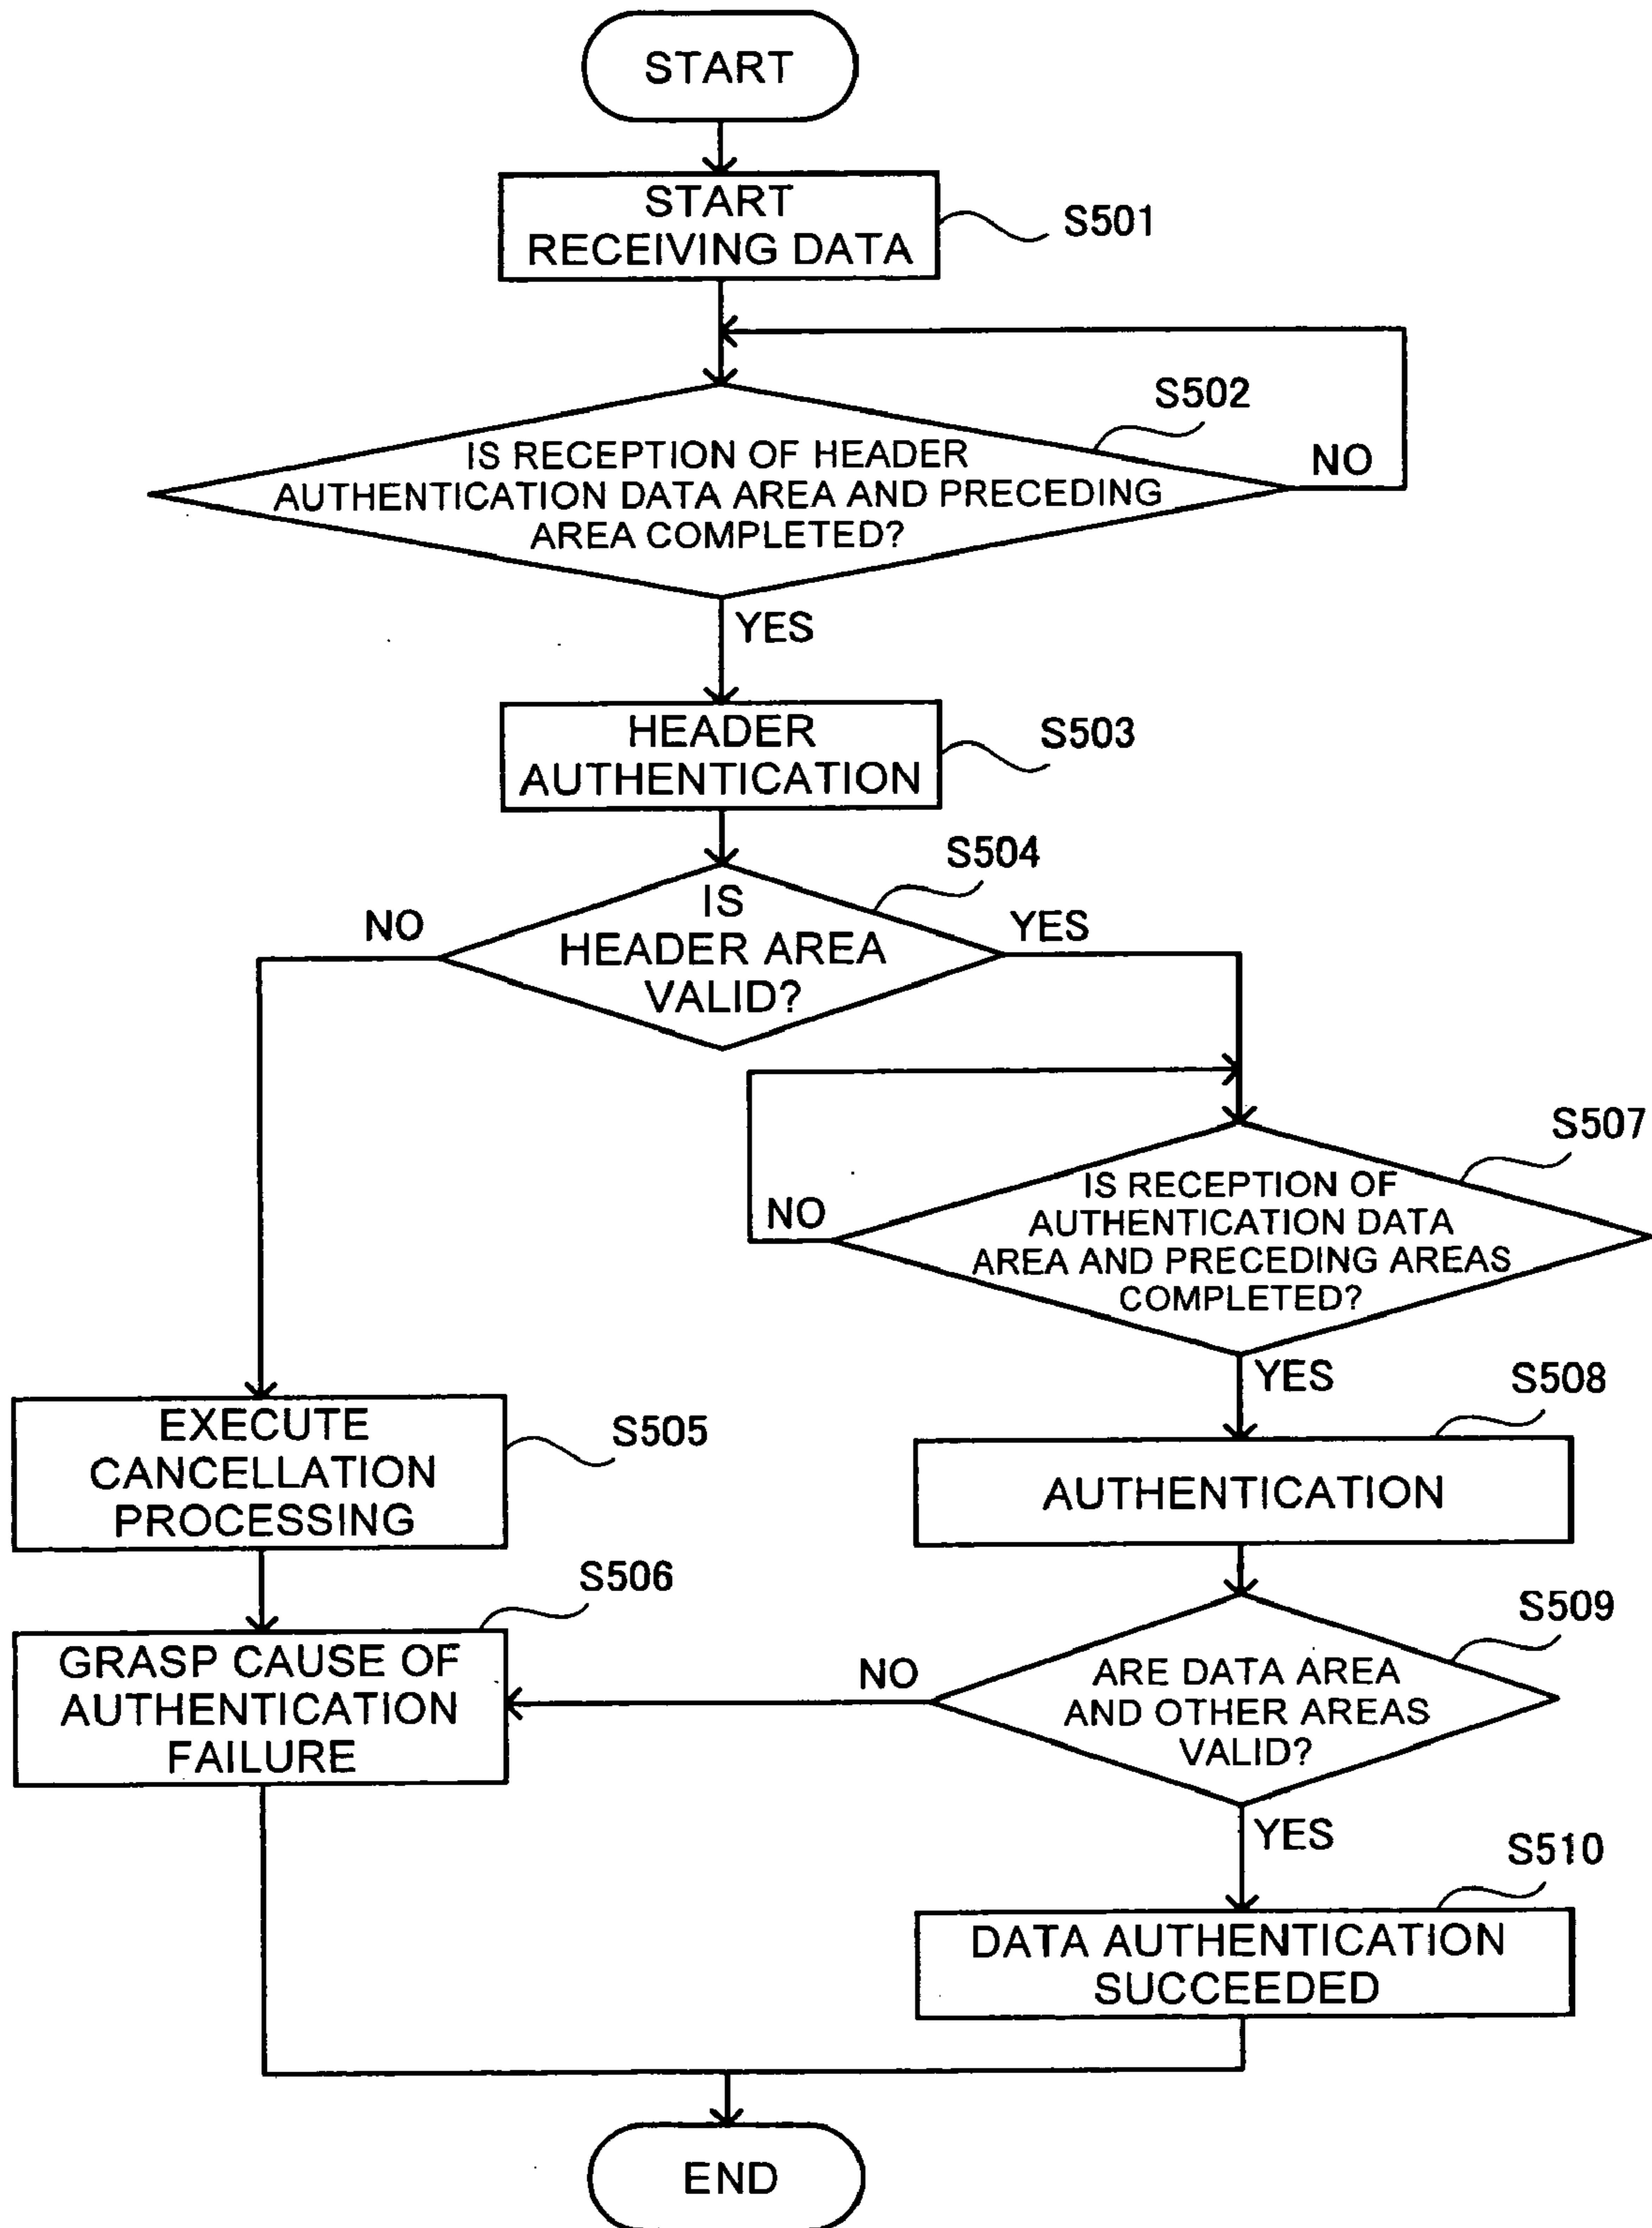 START
START
RECEIVING DATA
S501
S502
IS RECEPTION OF HEADER
AUTHENTICATION DATA AREA AND PRECEDING
AREA COMPLETED?
NO
YES
HEADER
AUTHENTICATION
S503
S504
IS
HEADER AREA
VALID?
NO
YES
S507
IS RECEPTION OF
AUTHENTICATION DATA
AREA AND PRECEDING AREAS
COMPLETED?
NO
YES
EXECUTE
CANCELLATION
PROCESSING
S505
S508
AUTHENTICATION
S506
GRASP CAUSE OF
AUTHENTICATION
FAILURE
S509
ARE DATA AREA
AND OTHER AREAS
VALID?
NO
YES
S510
DATA AUTHENTICATION
SUCCEEDED
END